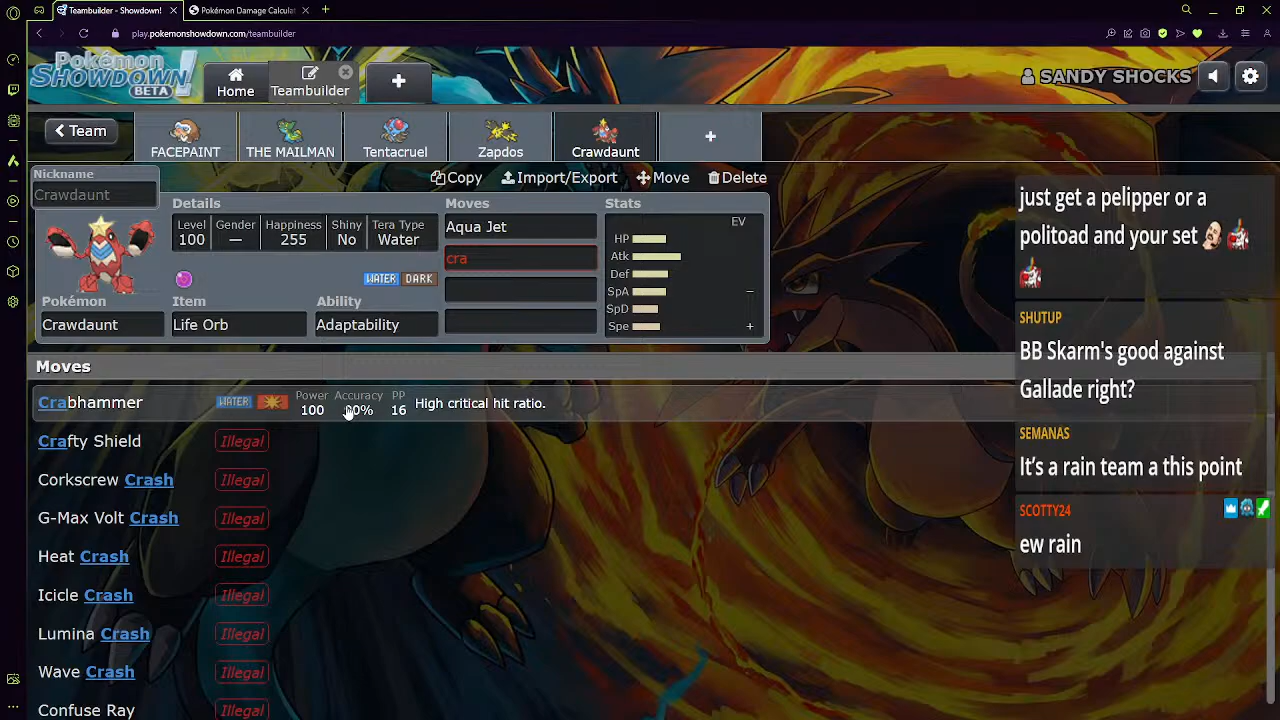 Teambuilder - Showdown!
Pokémon Damage Calculat
play.pokemonshowdown.com/teambuilder
Pokémon
SHOWDOWN!
BETA
Home
Teambuilder
SANDY SHOCKS
Team
FACEPAINT
THE MAILMAN
Tentacruel
Zapdos
Crawdaunt
Nickname
Crawdaunt
Copy
Import/Export
Move
Delete
Details
Level
100
Gender
—
Happiness
255
Shiny
No
Tera Type
Water
WATER DARK
Pokémon
Crawdaunt
Item
Life Orb
Ability
Adaptability
Moves
Aqua Jet
cra
Stats
EV
HP
Atk
Def
SpA
−
SpD
Spe
+
Moves
Crabhammer
WATER
Power
100
Accuracy
90%
PP
16
High critical hit ratio.
Crafty Shield Illegal
Corkscrew Crash Illegal
G-Max Volt Crash Illegal
Heat Crash Illegal
Icicle Crash Illegal
Lumina Crash Illegal
Wave Crash Illegal
Confuse Ray Illegal
just get a pelipper or a
politoad and your set
SHUTUP
BB Skarm's good against
Gallade right?
SEMANAS
It's a rain team a this point
SCOTTY24
ew rain